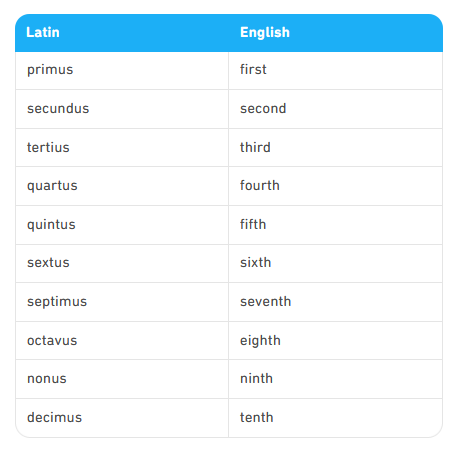 Latin English
primus first
secundus second
tertius third
quartus fourth
quintus fifth
sextus sixth
septimus seventh
octavus eighth
nonus ninth
decimus tenth